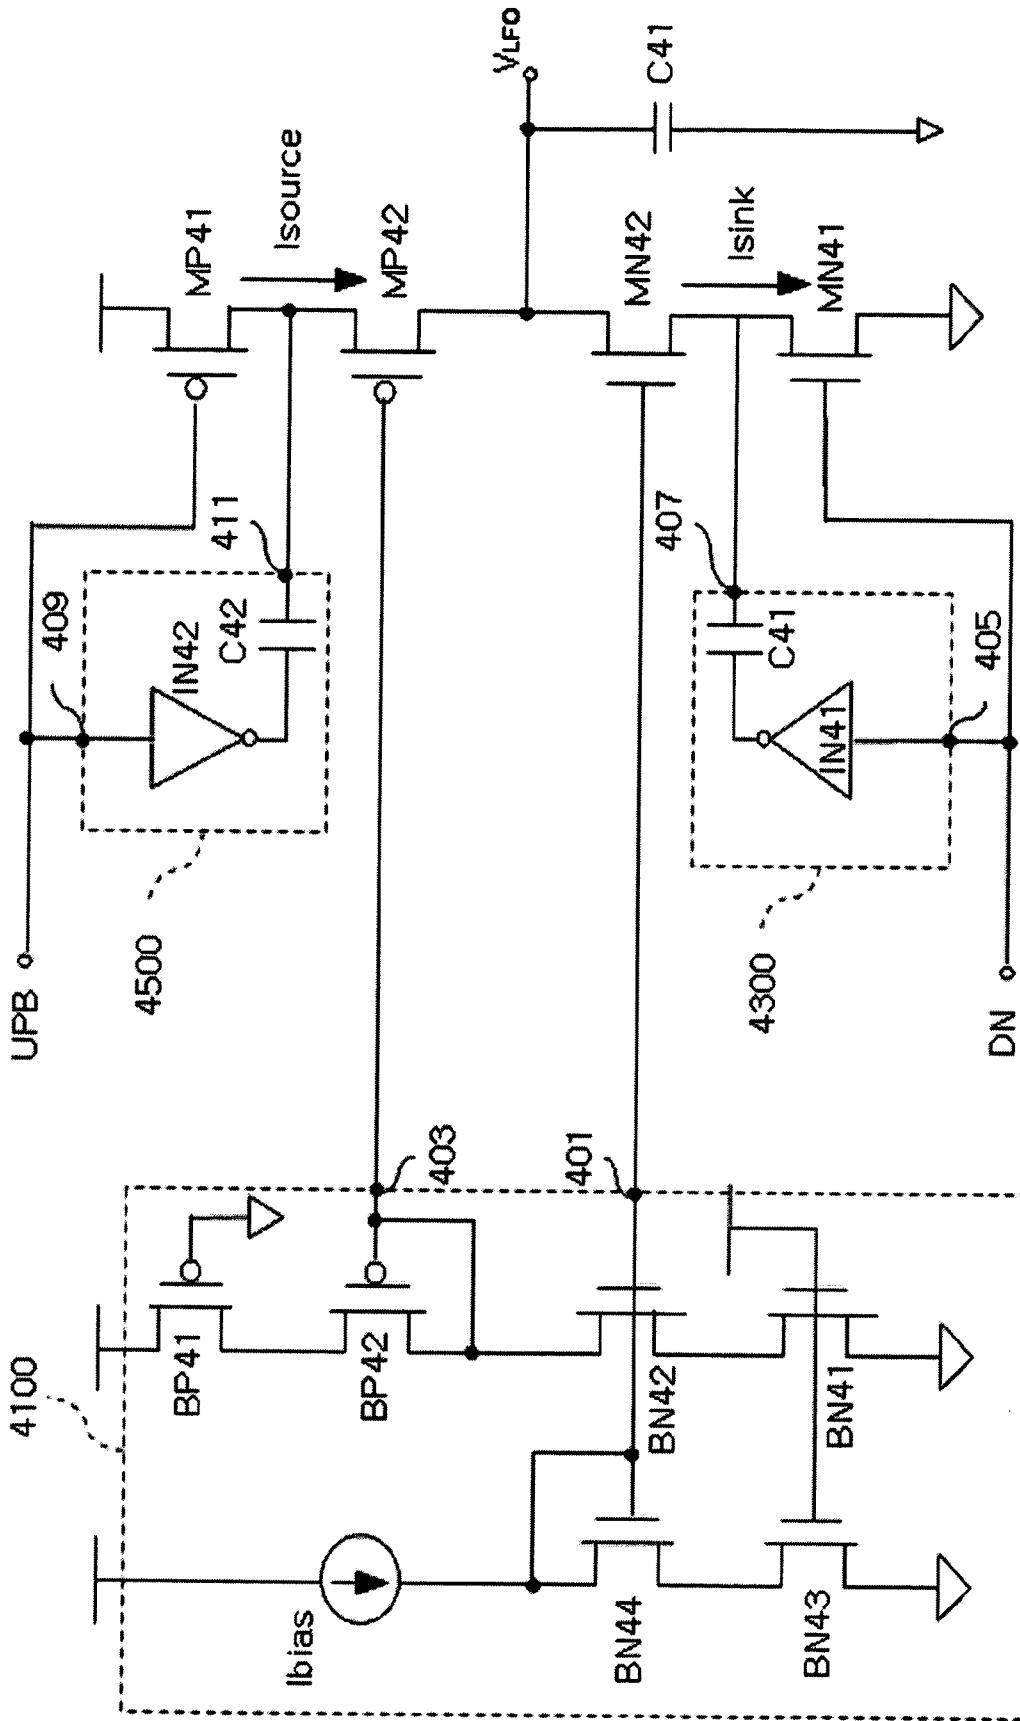 4100
Ibias
BP41
BP42
403
BN44
BN42
401
BN43
BN41
UPB
409
4500
IN42
C42
411
MP41
Isource
MP42
VLFO
C41
MN42
Isink
MN41
407
C41
IN41
405
4300
DN